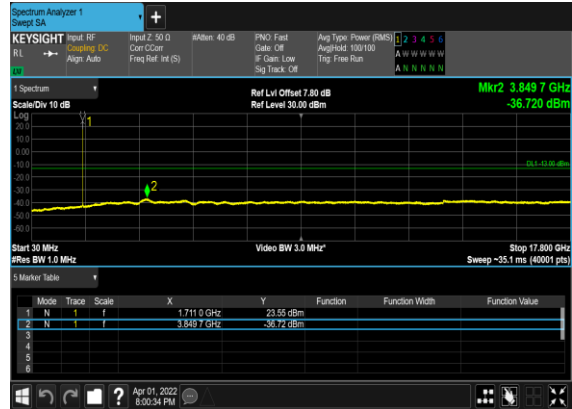 Spectrum Analyzer 1
Swept SA
+
KEYSIGHT Input: RF Input Z: 50 Ω #Atten: 40 dB PNO: Fast Avg Type: Power (RMS) 1 2 3 4 5 6
RL Coupling: DC Corr CCorr Gate: Off Avg|Hold: 100/100 A W W W W W
Align: Auto Freq Ref: Int (S) IF Gain: Low Trig: Free Run
Sig Track: Off A N N N N N
1 Spectrum Ref Lvl Offset 7.80 dB Mkr2 3.849 7 GHz
Scale/Div 10 dB Ref Level 30.00 dBm -36.720 dBm
Log
1
20.0
10.0
0.00
-10.0 DL1 -13.00 dBm
-20.0
-30.0 2
-40.0
-50.0
-60.0
Start 30 MHz Video BW 3.0 MHz* Stop 17.800 GHz
#Res BW 1.0 MHz Sweep ~35.1 ms (40001 pts)
5 Marker Table
Mode Trace Scale X Y Function Function Width Function Value
1 N 1 f 1.711 0 GHz 23.55 dBm
2 N 1 f 3.849 7 GHz -36.72 dBm
3
4
5
6
? Apr 01, 2022
8:00:34 PM